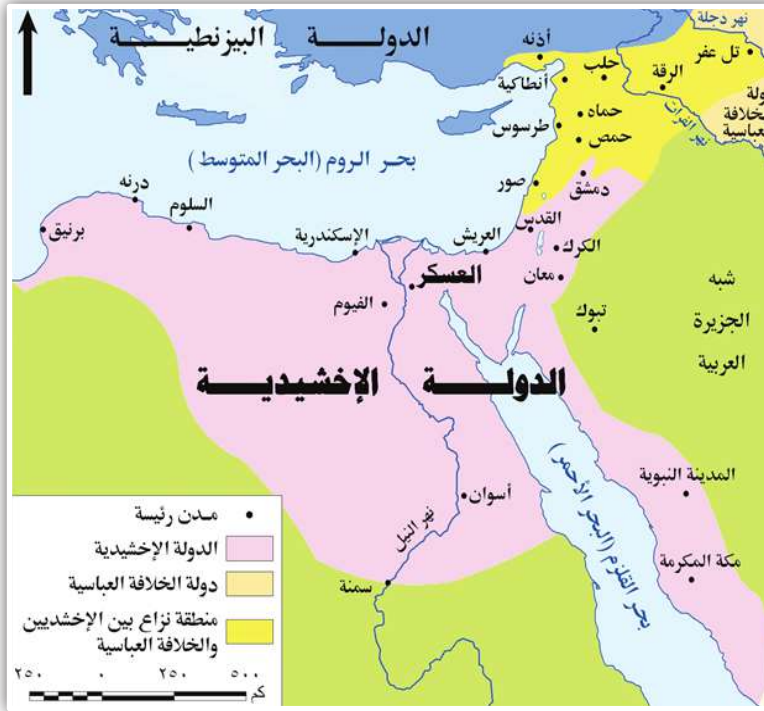 نهر دجلة
الدولة البيزنطية
أذنه
تل عفر
حلب
الرقة
أنطاكية
دولة
الخلافة
العباسية
حماه
طرسوس
حمص
نهر الفرات
بحر الروم (البحر المتوسط)
صور
دمشق
درنه
السلوم
برنيق
الإسكندرية
العريش
القدس
الكرك
معان
العسكر
الفيوم
تبوك
شبه
الجزيرة
العربية
الدولة الإخشيدية
المدينة النبوية
أسوان
نهر النيل
بحر القلزم (البحر الأحمر)
مكة المكرمة
سمنة
مدن رئيسة
الدولة الإخشيدية
دولة الخلافة العباسية
منطقة نزاع بين الإخشديين
والخلافة العباسية
٢٥٠ ٠ ٢٥٠ ٥٠٠
كم